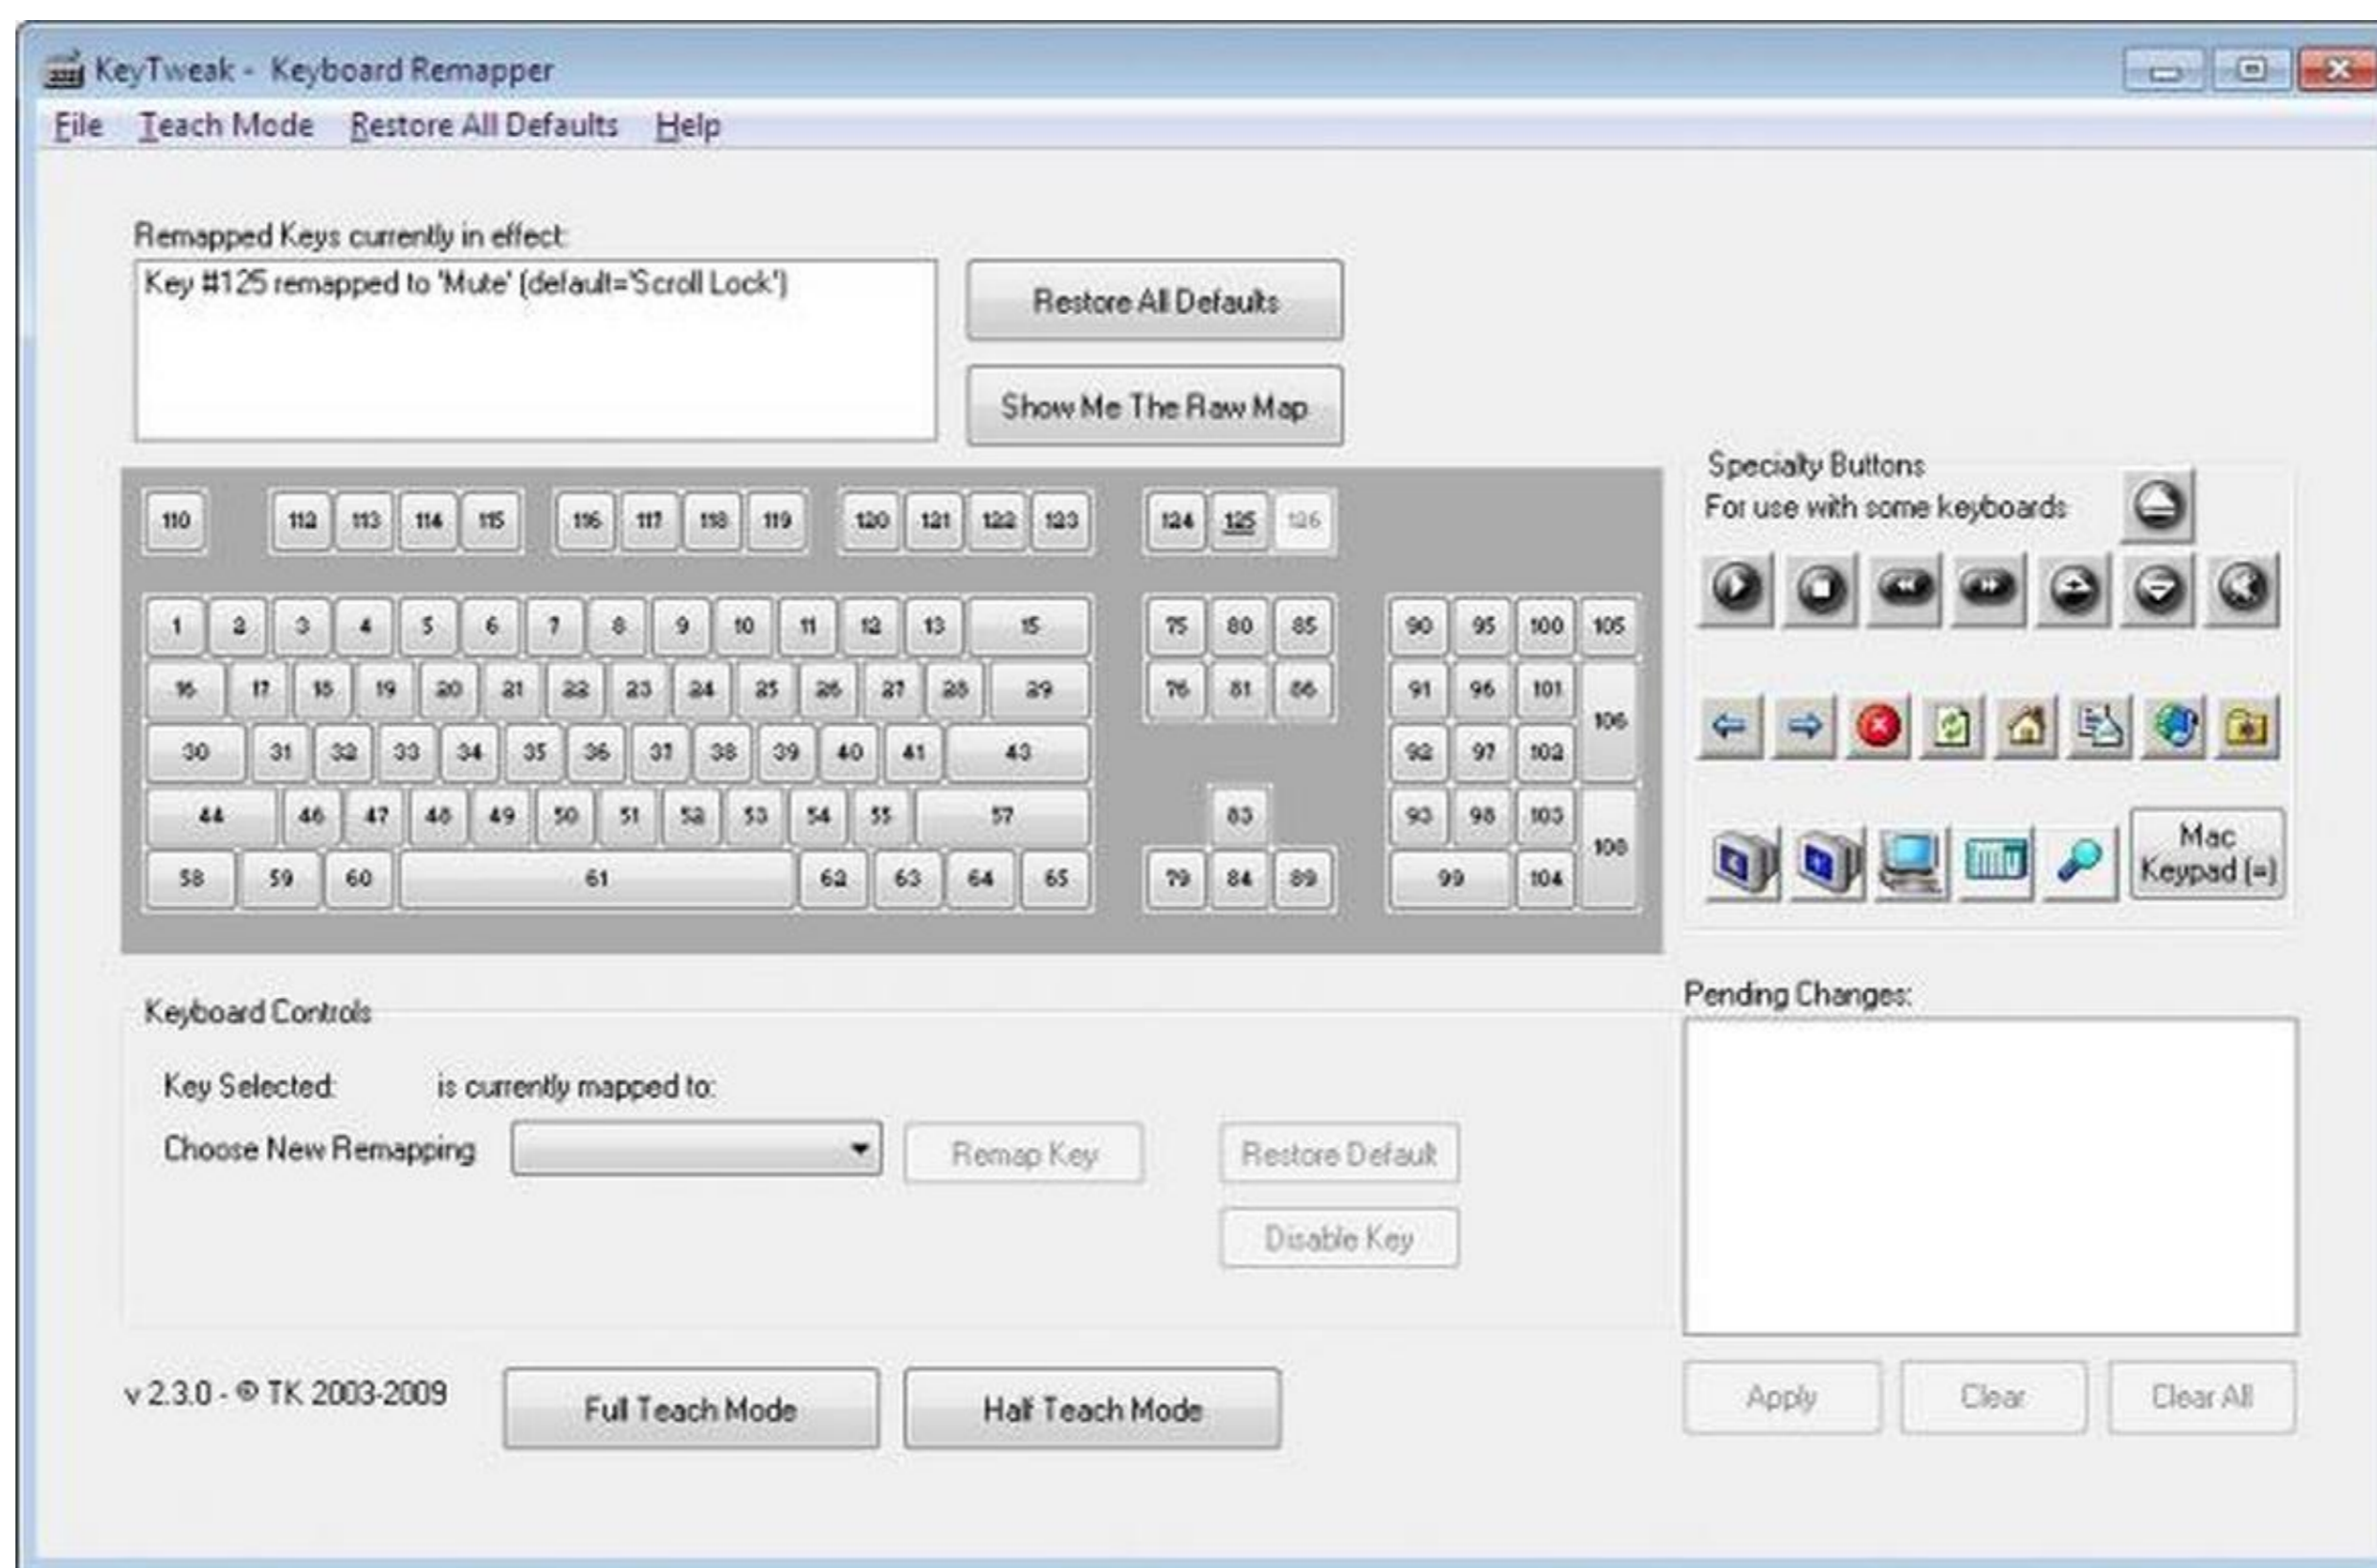 KeyTweak - Keyboard Remapper
File Teach Mode Restore All Defaults Help
Remapped Keys currently in effect:
Key #125 remapped to 'Mute' (default='Scroll Lock')
Restore All Defaults
Show Me The Raw Map
Specialty Buttons
For use with some keyboards
110 112 113 114 115 116 117 118 119 120 121 122 123 124 125 126
1 2 3 4 5 6 7 8 9 10 11 12 13 15 75 80 85 90 95 100 105
16 17 18 19 20 21 22 23 24 25 26 27 28 29 76 81 86 91 96 101 106
30 31 32 33 34 35 36 37 38 39 40 41 43 92 97 102
44 46 47 48 49 50 51 52 53 54 55 57 83 93 98 103 108
58 59 60 61 62 63 64 65 79 84 89 99 104
Mac
Keypad (=)
Keyboard Controls
Key Selected: is currently mapped to:
Choose New Remapping
Remap Key
Restore Default
Disable Key
Pending Changes:
Apply Clear Clear All
v 2.3.0 - © TK 2003-2009
Full Teach Mode
Half Teach Mode